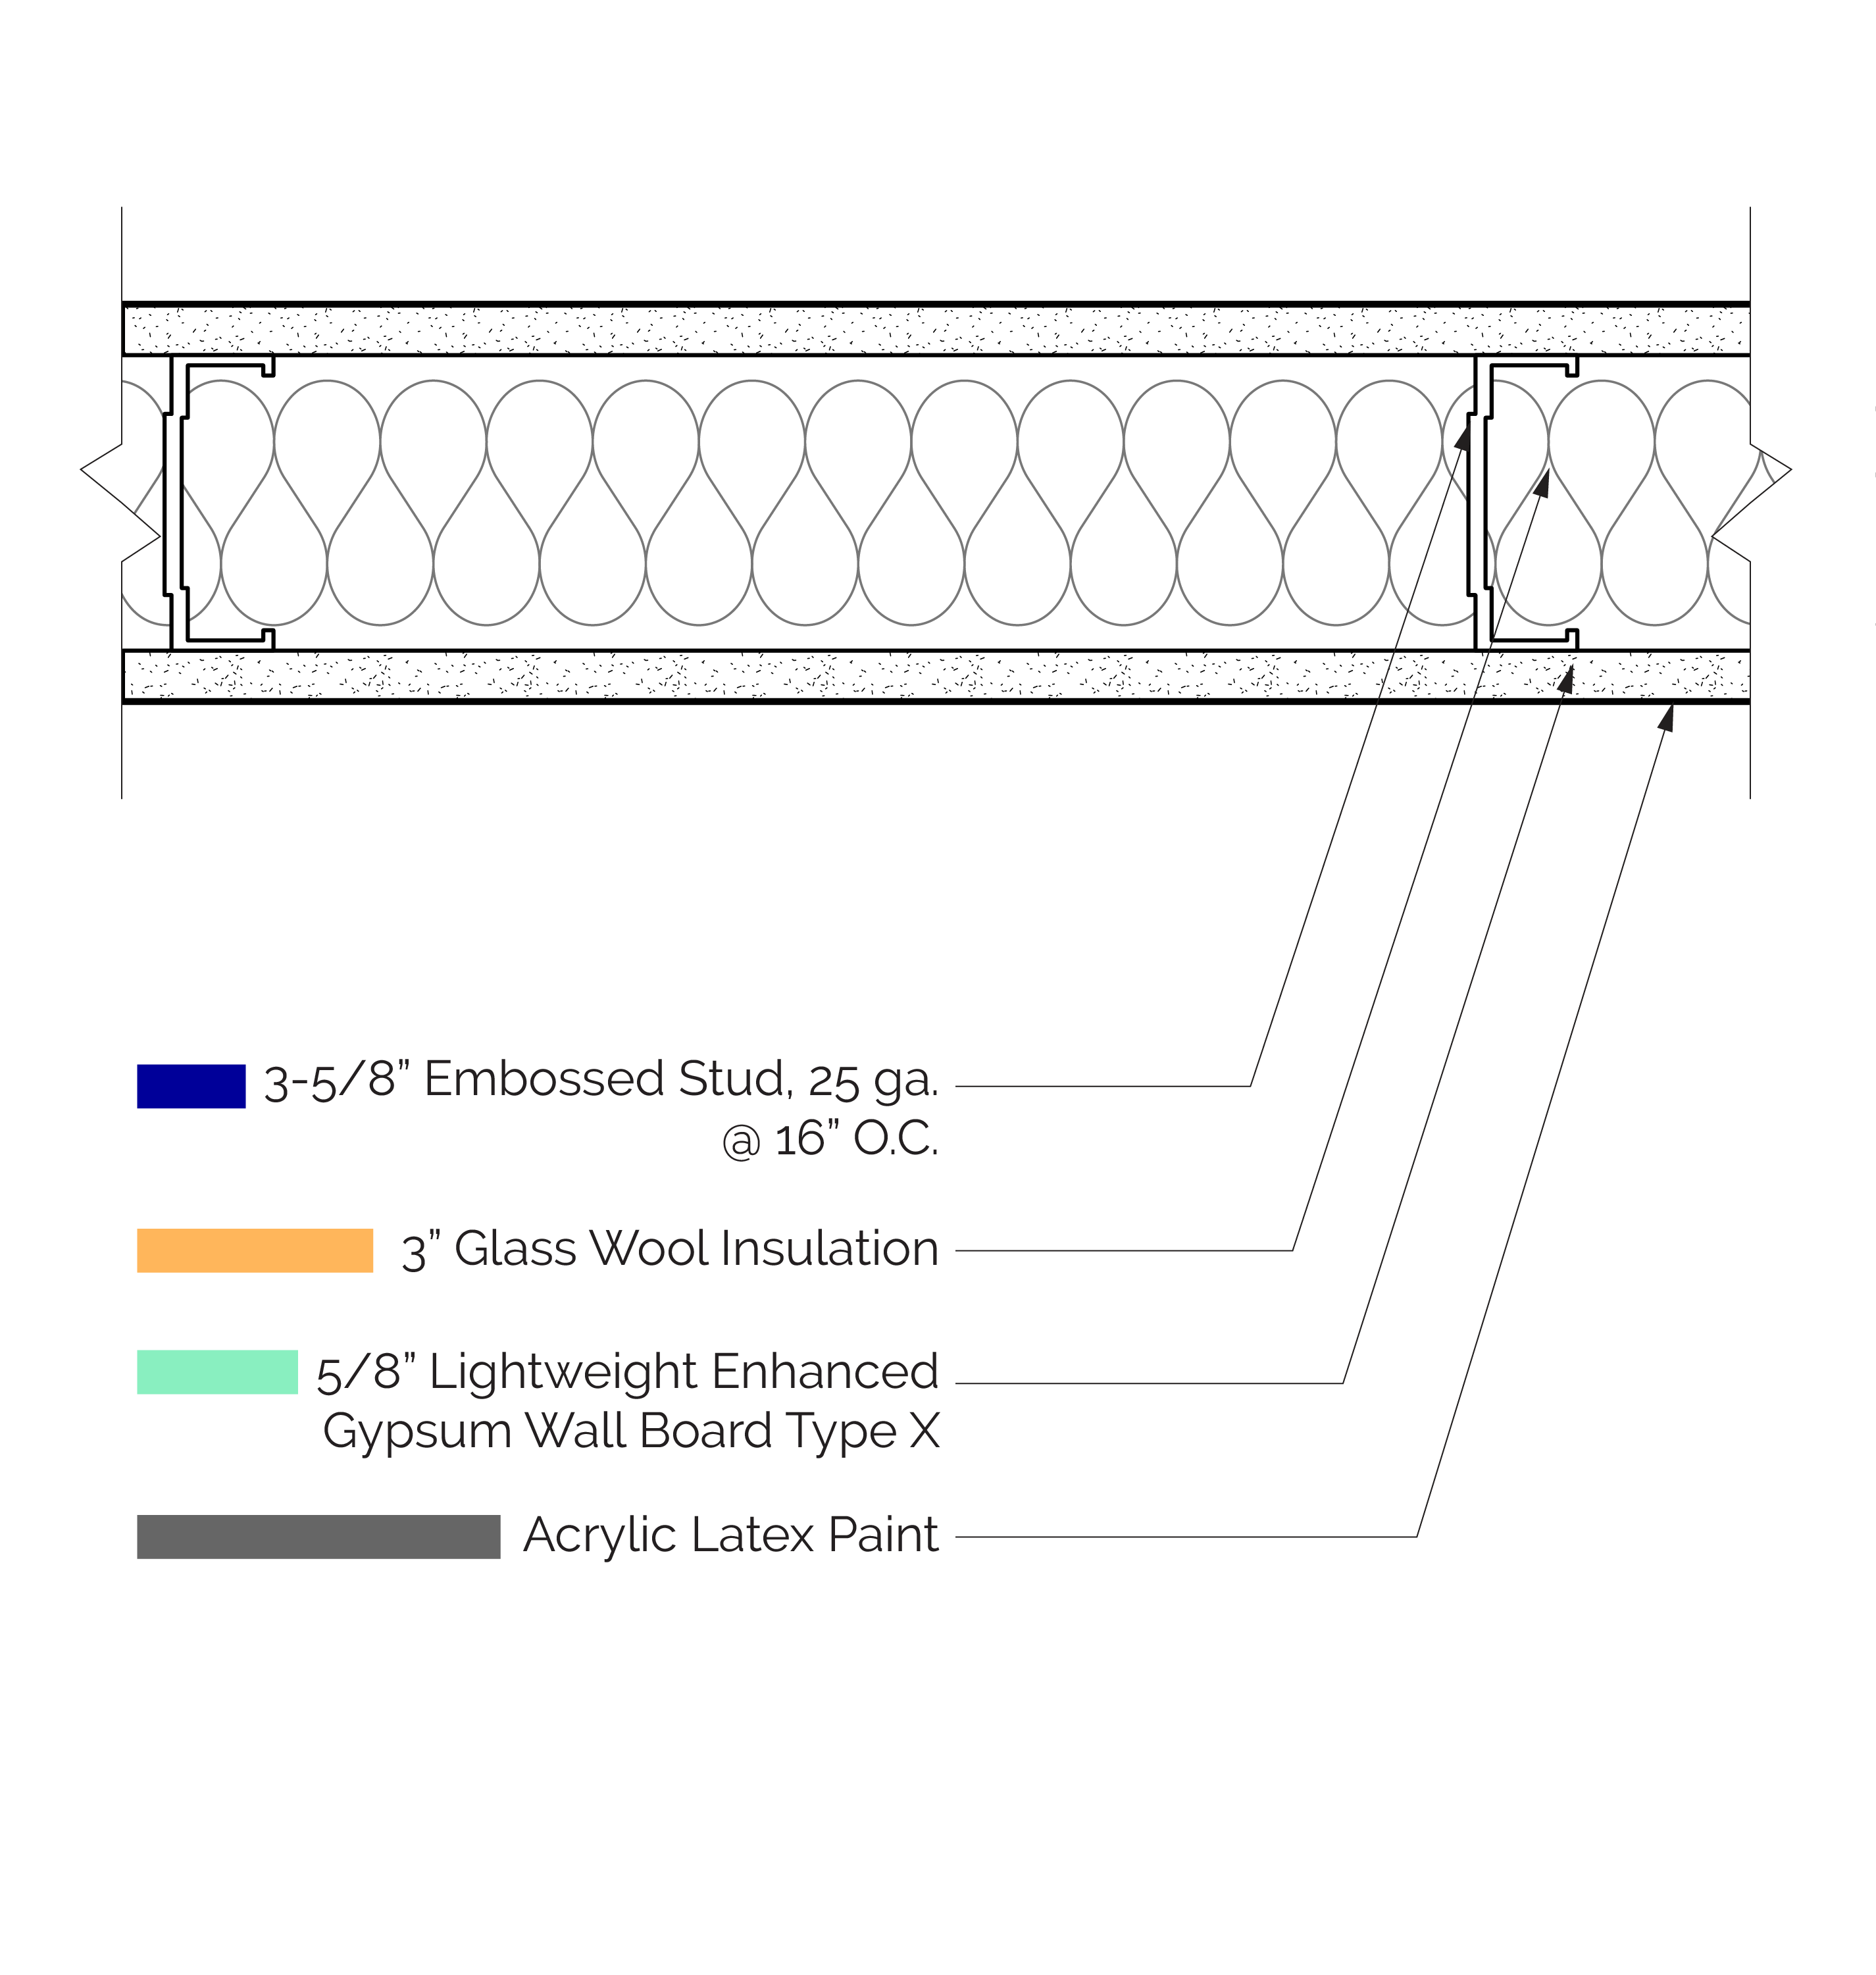 3-5/8” Embossed Stud, 25 ga.
@ 16” O.C.
3” Glass Wool Insulation
5/8” Lightweight Enhanced
Gypsum Wall Board Type X
Acrylic Latex Paint